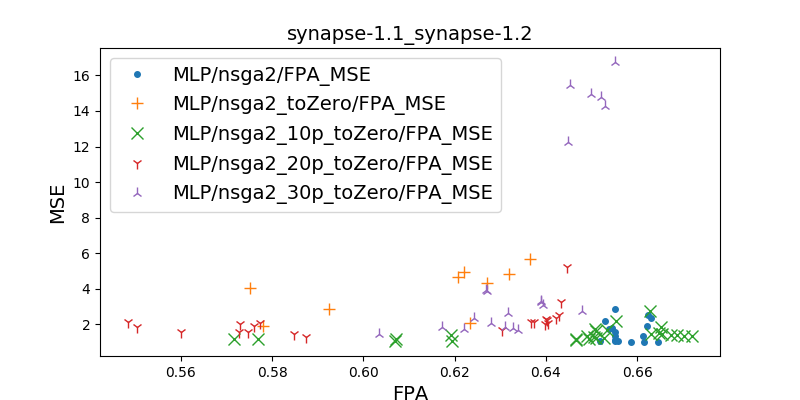 synapse-1.1_synapse-1.2
MLP/nsga2/FPA_MSE
MLP/nsga2_toZero/FPA_MSE
MLP/nsga2_10p_toZero/FPA_MSE
MLP/nsga2_20p_toZero/FPA_MSE
MLP/nsga2_30p_toZero/FPA_MSE
MSE
16
14
12
10
8
6
4
2
0.56 0.58 0.60 0.62 0.64 0.66
FPA